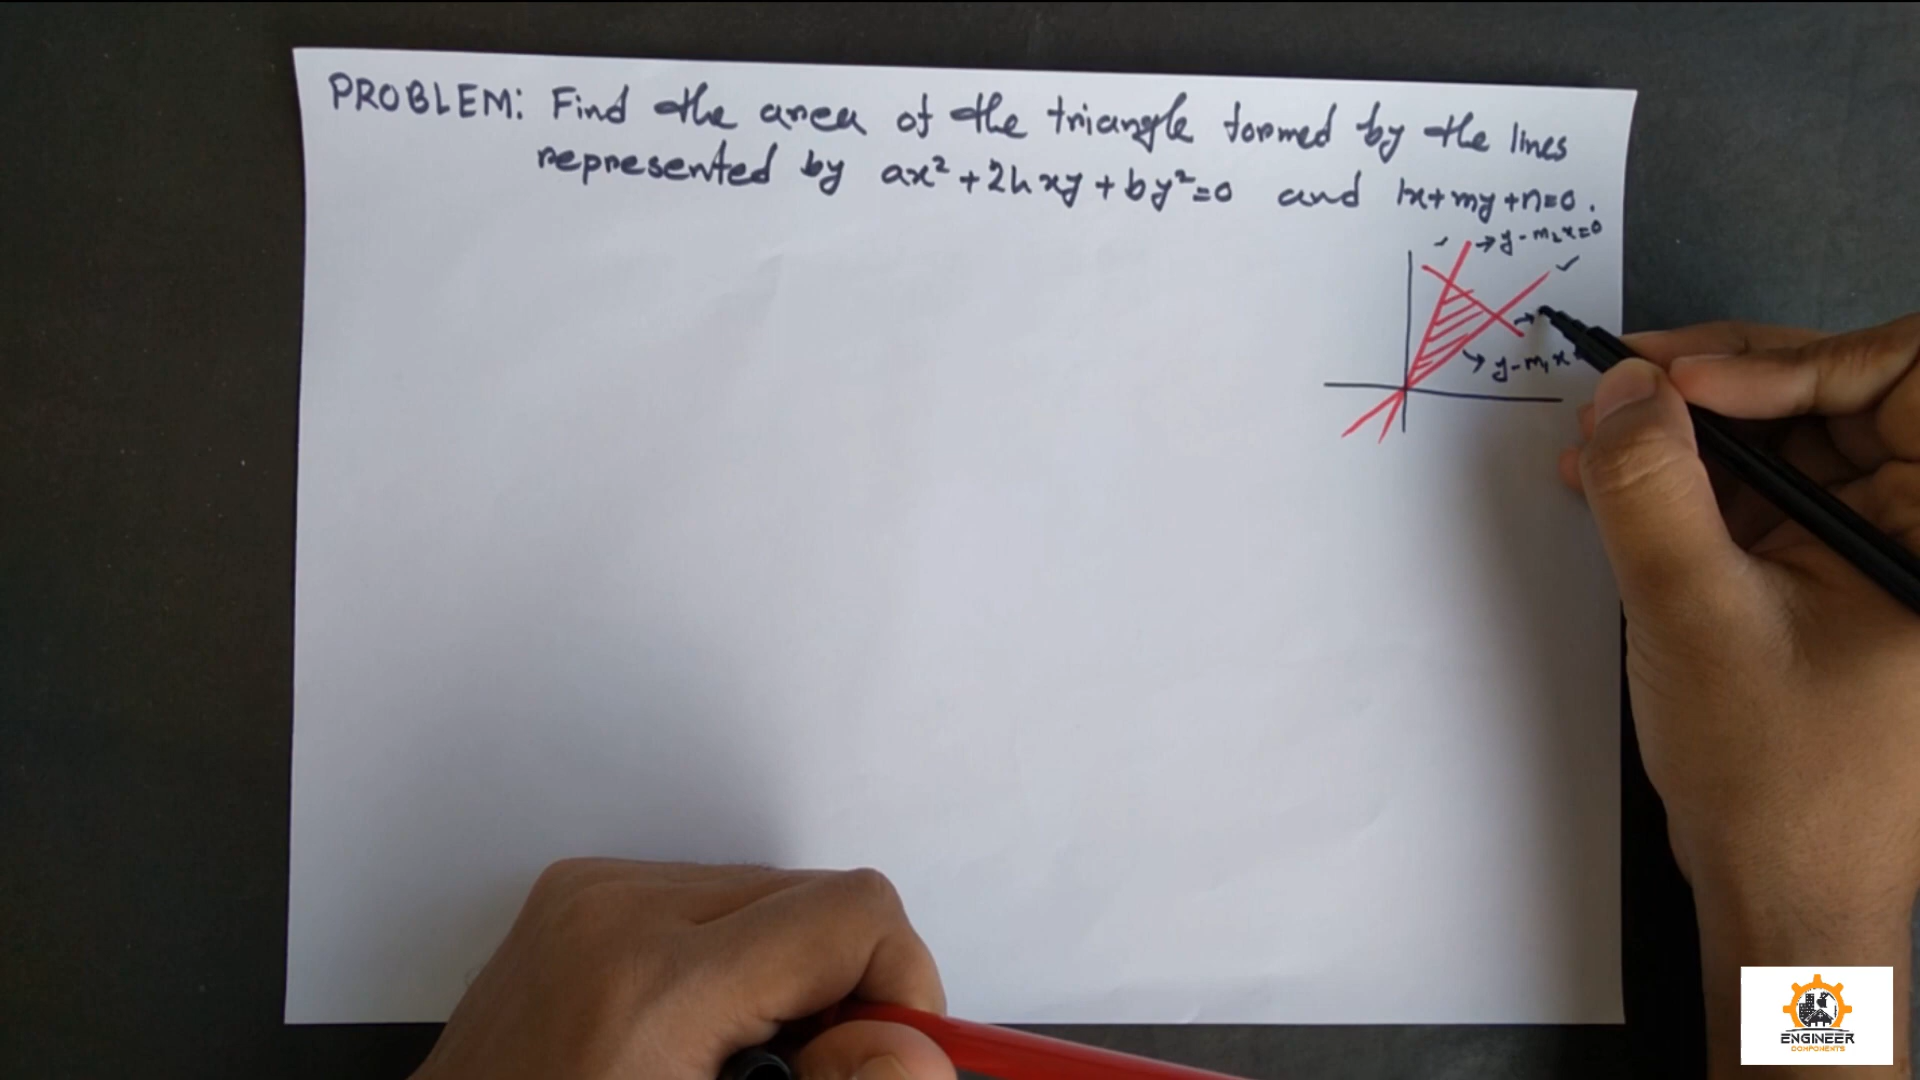 PROBLEM: Find the area of the triangle formed by the lines
represented by ax² + 2hxy + by² = 0 and lx + my + n = 0.
→ y - m₂x = 0
→ y - m₁x
ENGINEER
COMPONENTS